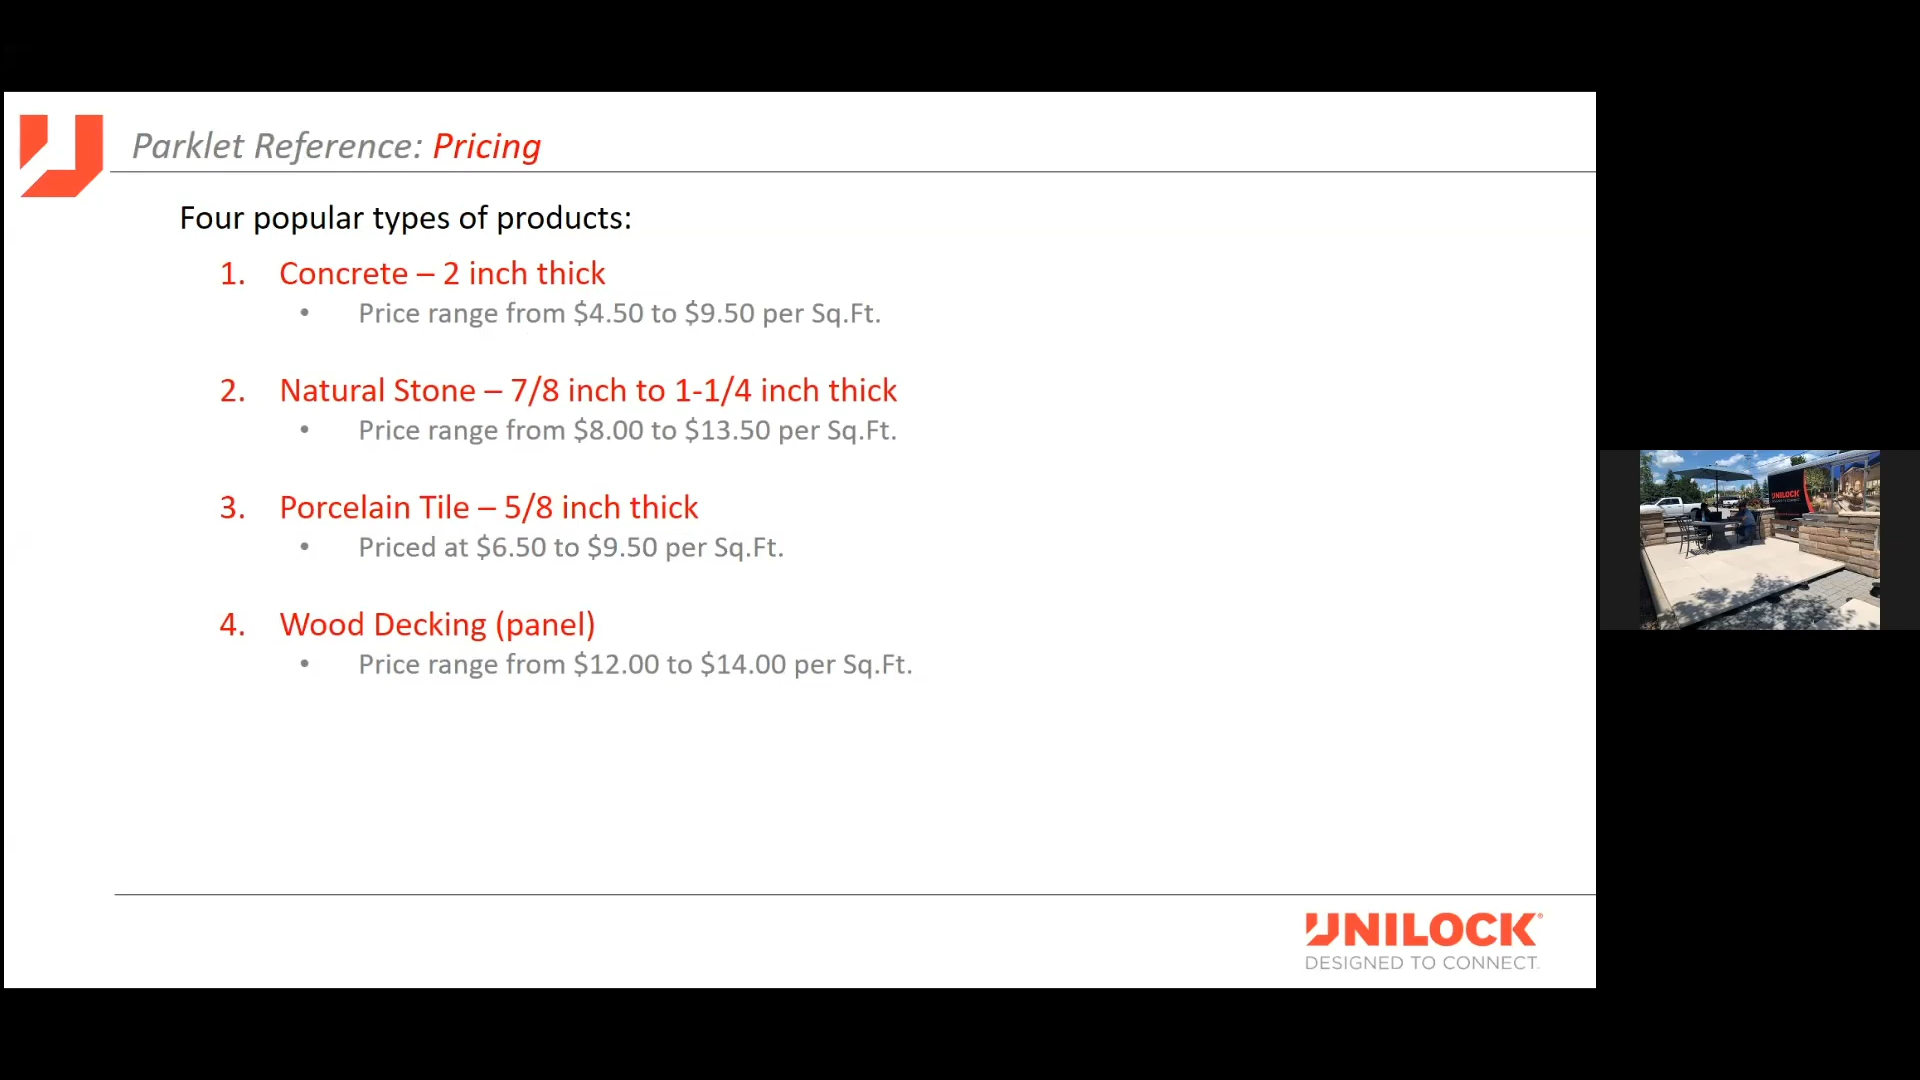 Parklet Reference: Pricing
Four popular types of products:
1. Concrete – 2 inch thick
• Price range from $4.50 to $9.50 per Sq.Ft.
2. Natural Stone – 7/8 inch to 1-1/4 inch thick
• Price range from $8.00 to $13.50 per Sq.Ft.
3. Porcelain Tile – 5/8 inch thick
• Priced at $6.50 to $9.50 per Sq.Ft.
4. Wood Decking (panel)
• Price range from $12.00 to $14.00 per Sq.Ft.
UNILOCK
UNILOCK®
DESIGNED TO CONNECT.